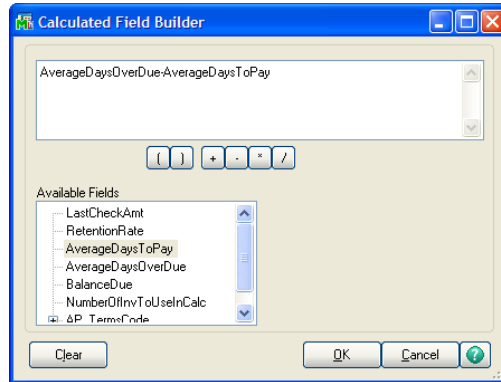 Calculated Field Builder
AverageDaysOverDue-AverageDaysToPay
( ) + - * /
Available Fields
LastCheckAmt
RetentionRate
AverageDaysToPay
AverageDaysOverDue
BalanceDue
NumberOfInvToUseInCalc
AP_TermsCode
Clear OK Cancel ?